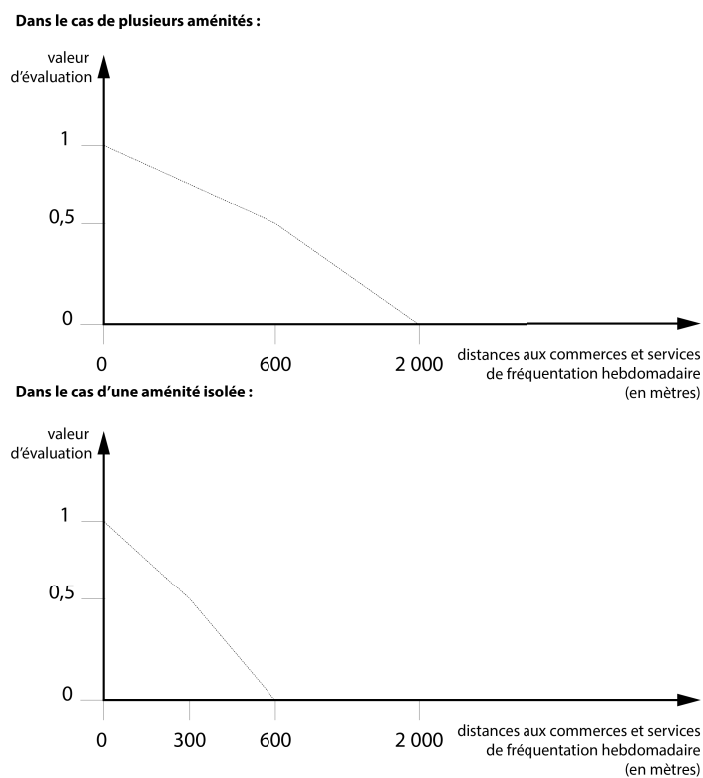 Dans le cas de plusieurs aménités :
valeur
d'évaluation
1
0,5
0
0 600 2 000
distances aux commerces et services
de fréquentation hebdomadaire
(en mètres)
Dans le cas d'une aménité isolée :
valeur
d'évaluation
1
0,5
0
0 300 600 2 000
distances aux commerces et services
de fréquentation hebdomadaire
(en mètres)